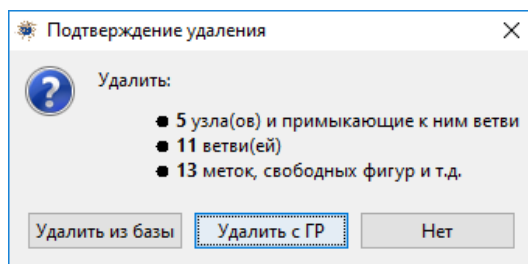 Подтверждение удаления
Удалить:
5 узла(ов) и примыкающие к ним ветви
11 ветви(ей)
13 меток, свободных фигур и т.д.
Удалить из базы Удалить с ГР Нет